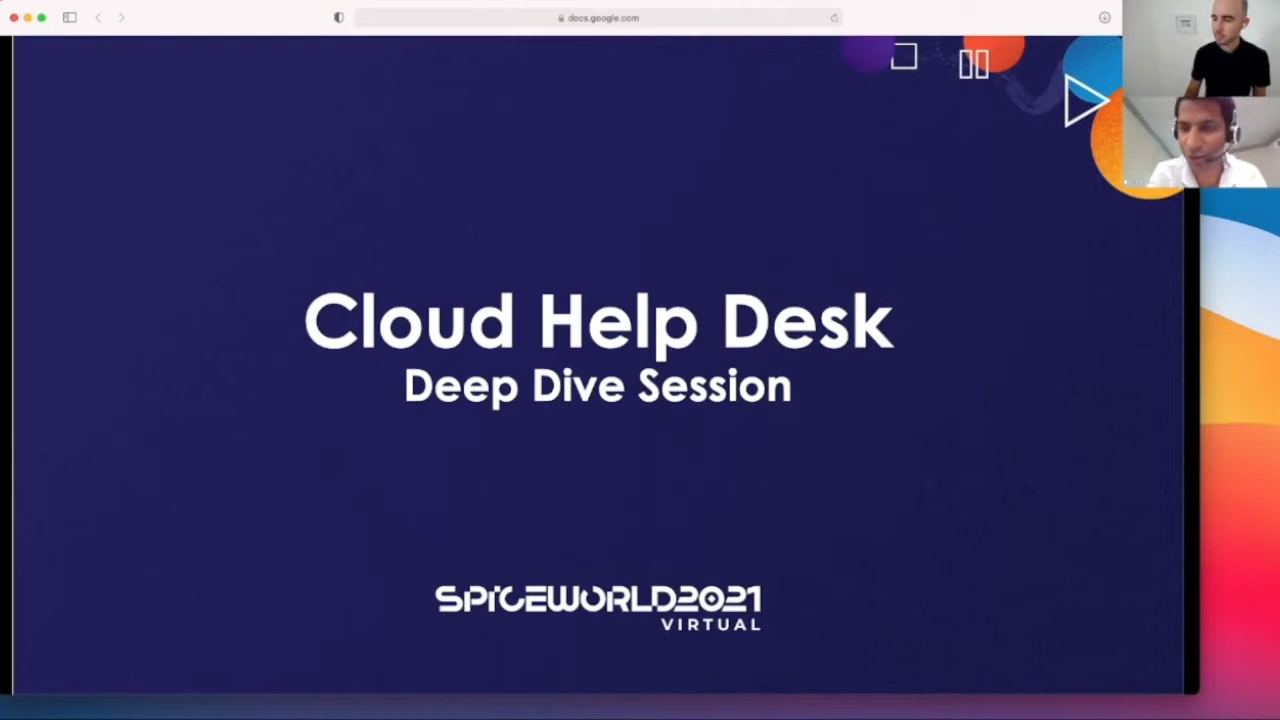 docs.google.com
Cloud Help Desk
Deep Dive Session
SPICEWORLD2021
VIRTUAL